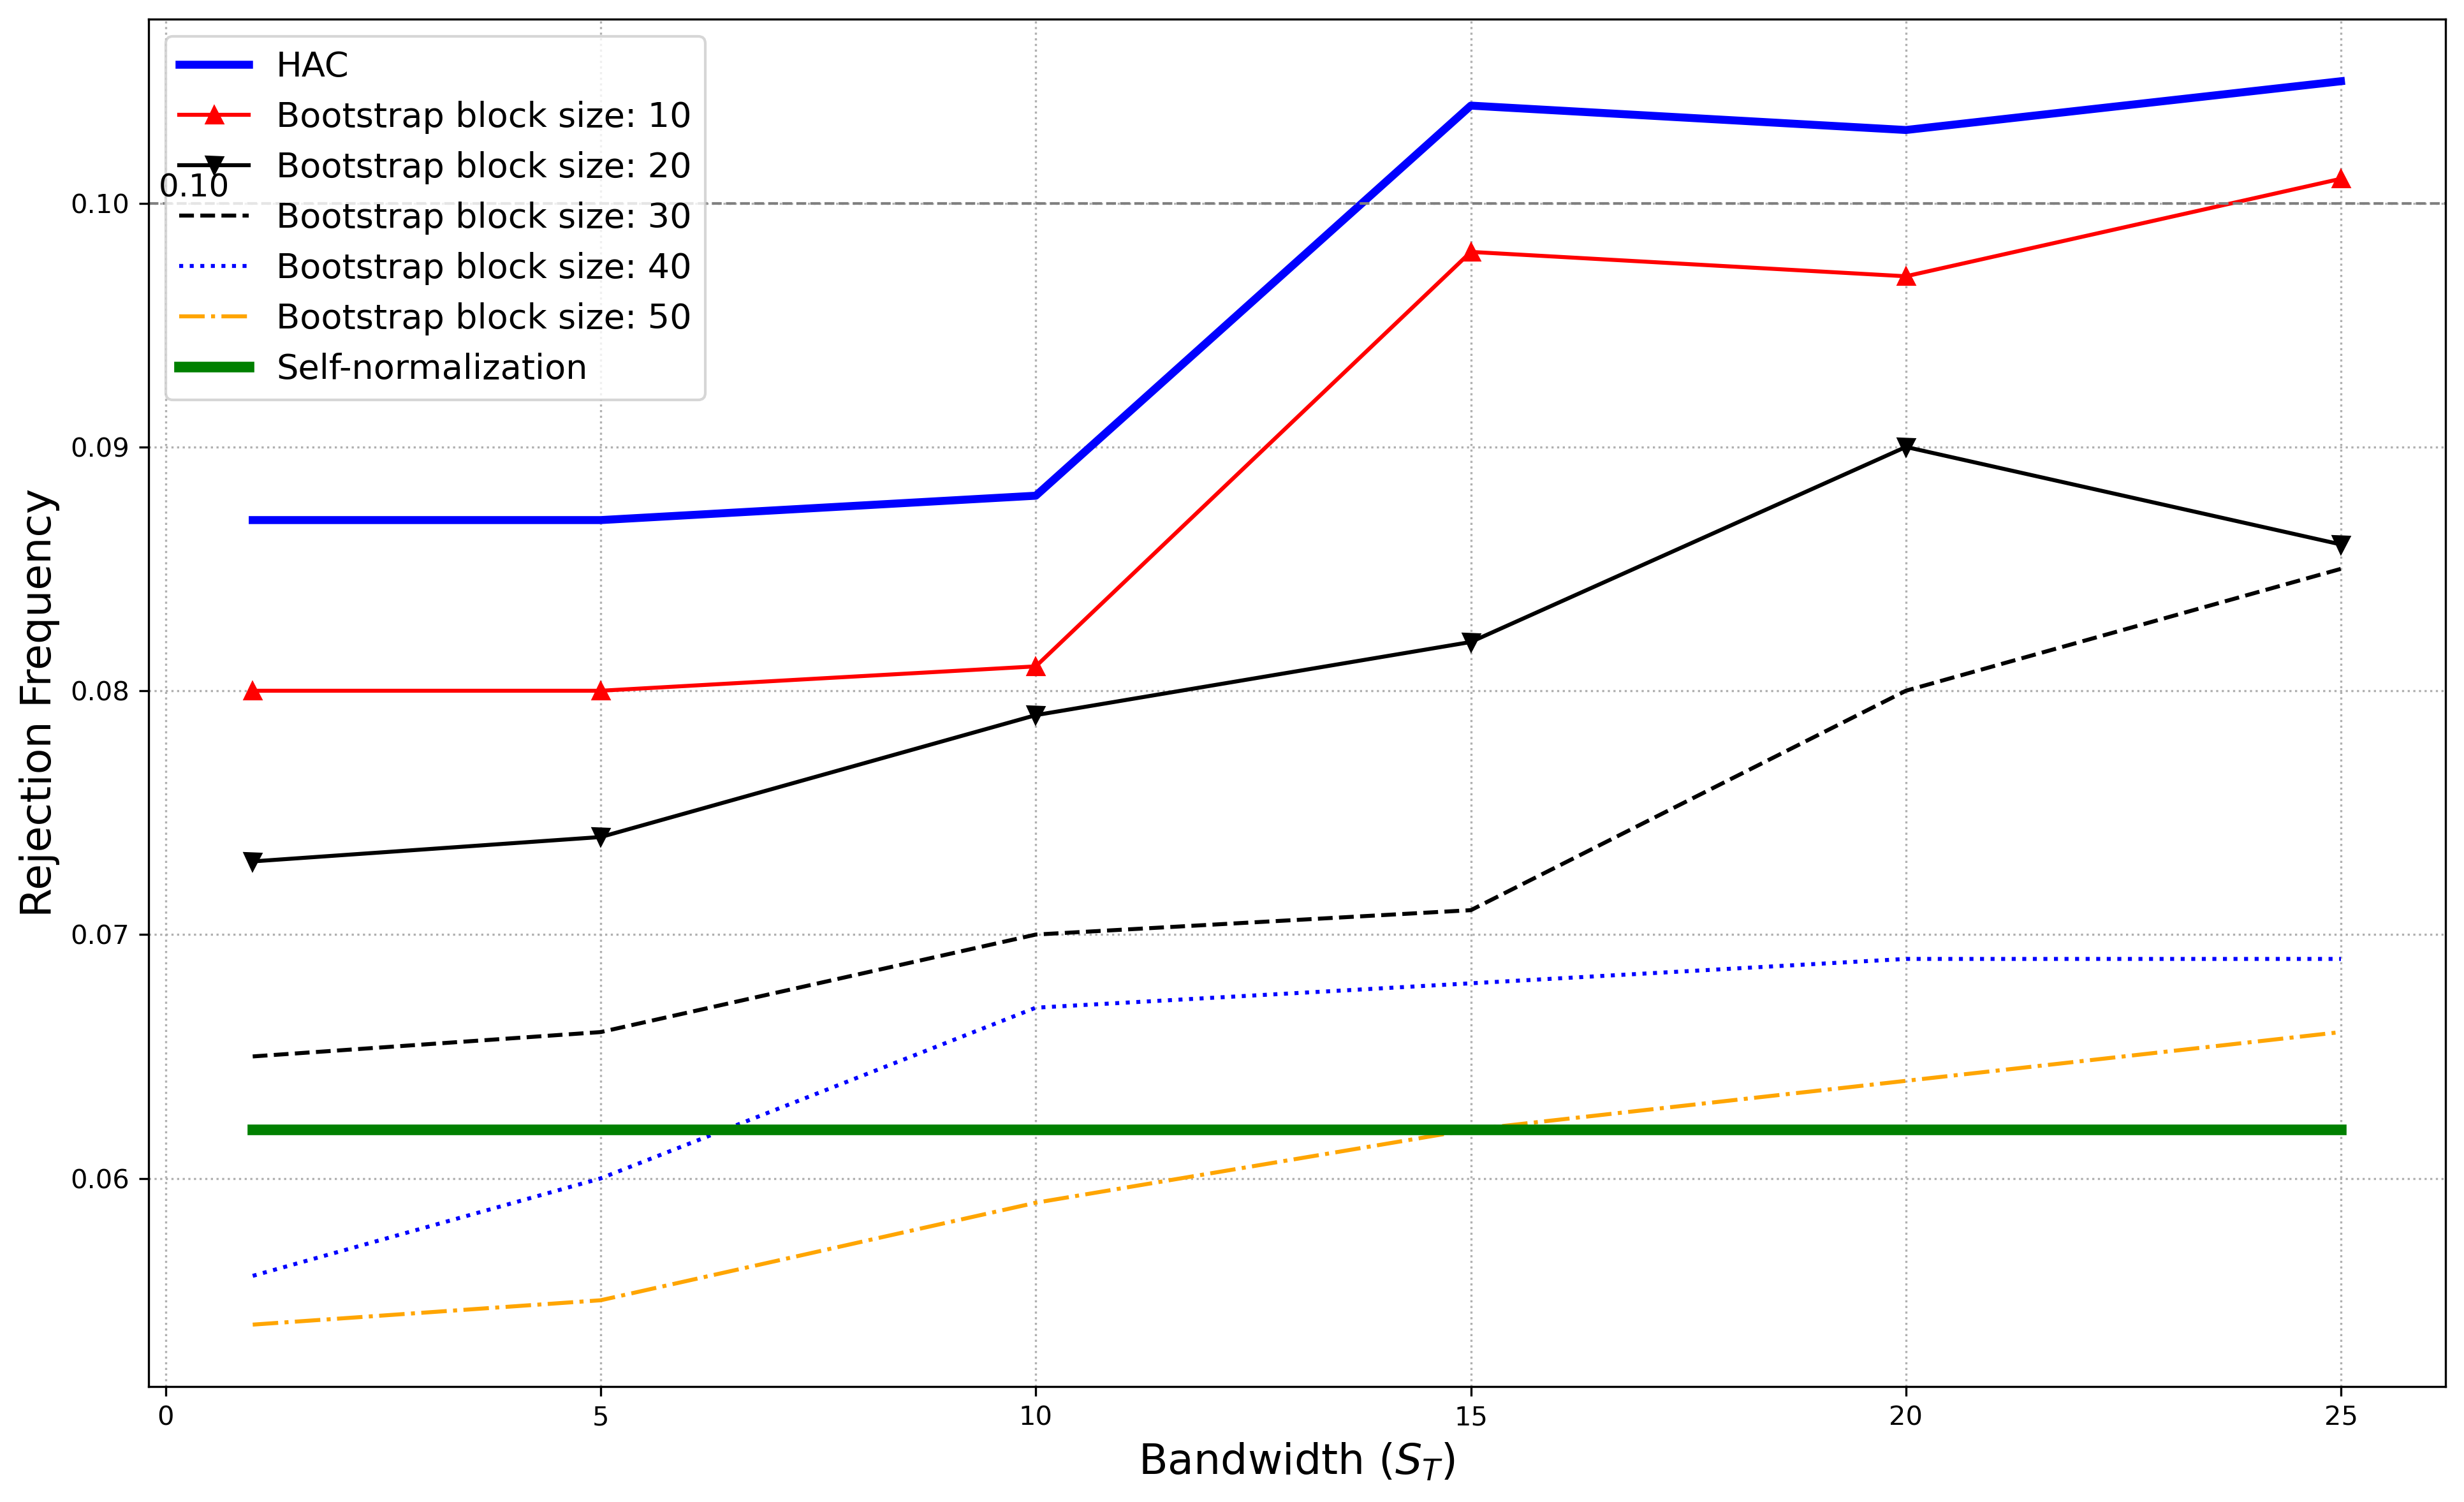 HAC
Bootstrap block size: 10
Bootstrap block size: 20
0.10
Bootstrap block size: 30
Bootstrap block size: 40
Bootstrap block size: 50
Self-normalization
0.10
0.09
0.08
0.07
0.06
Rejection Frequency
0 5 10 15 20 25
Bandwidth (S_T)